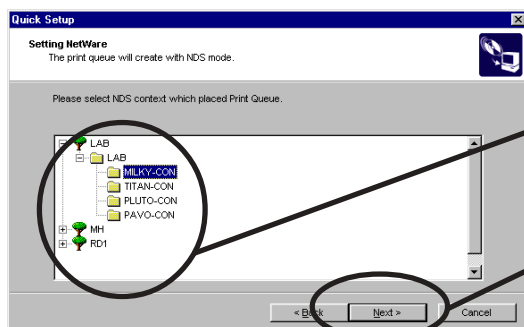 Quick Setup
Setting NetWare
The print queue will create with NDS mode.
Please select NDS context which placed Print Queue.
LAB
LAB
MILKY-CON
TITAN-CON
PLUTO-CON
PAVO-CON
MH
RD1
< Back Next > Cancel